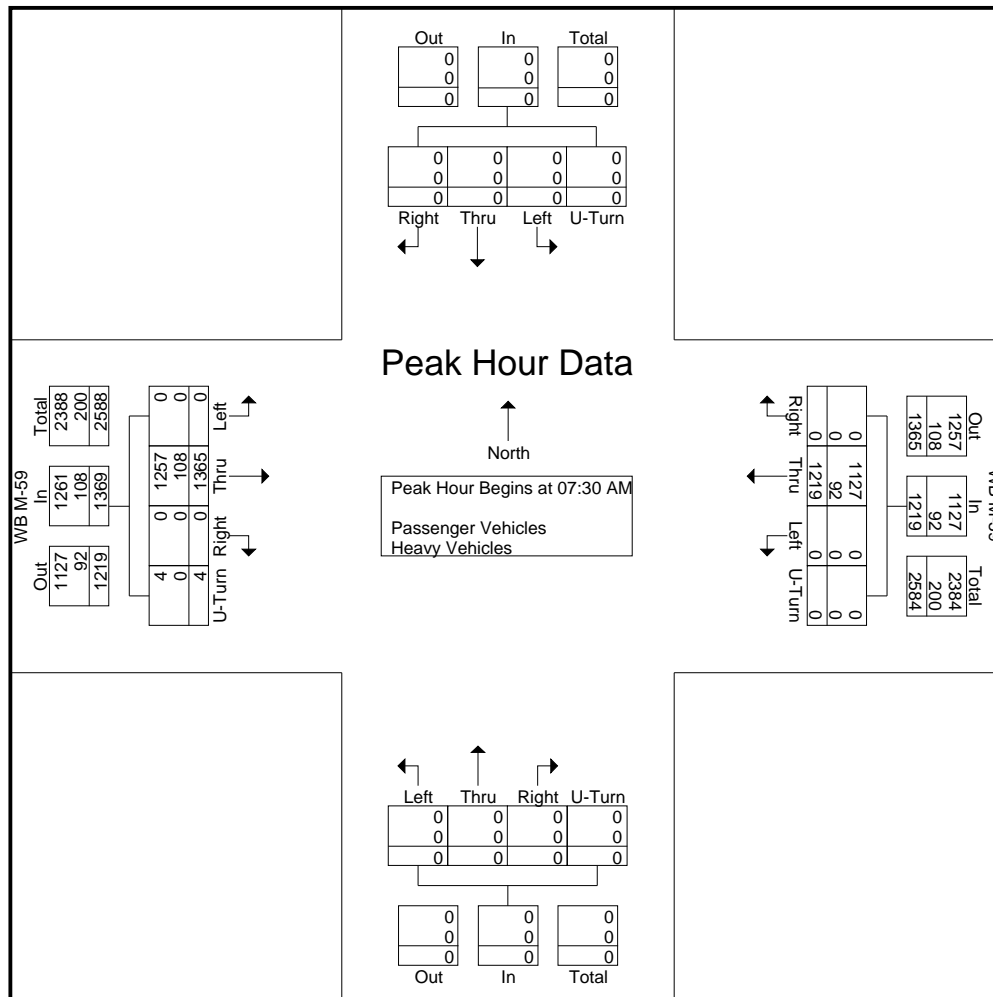 Out In Total
0 0 0
0 0 0
0 0 0
0 0 0 0
0 0 0 0
0 0 0 0
Right Thru Left U-Turn
Peak Hour Data
North
Peak Hour Begins at 07:30 AM
Passenger Vehicles
Heavy Vehicles
WB M-59
Out In Total
1127 1261 2388
92 108 200
1219 1369 2588
4 0 1257 0
0 0 108 0
4 0 1365 0
U-Turn Right Thru Left
Out In Total
1257 1127 2384
108 92 200
1365 1219 2584
0 1127 0 0
0 92 0 0
0 1219 0 0
Right Thru Left U-Turn
Left Thru Right U-Turn
0 0 0 0
0 0 0 0
0 0 0 0
0 0 0
0 0 0
0 0 0
Out In Total